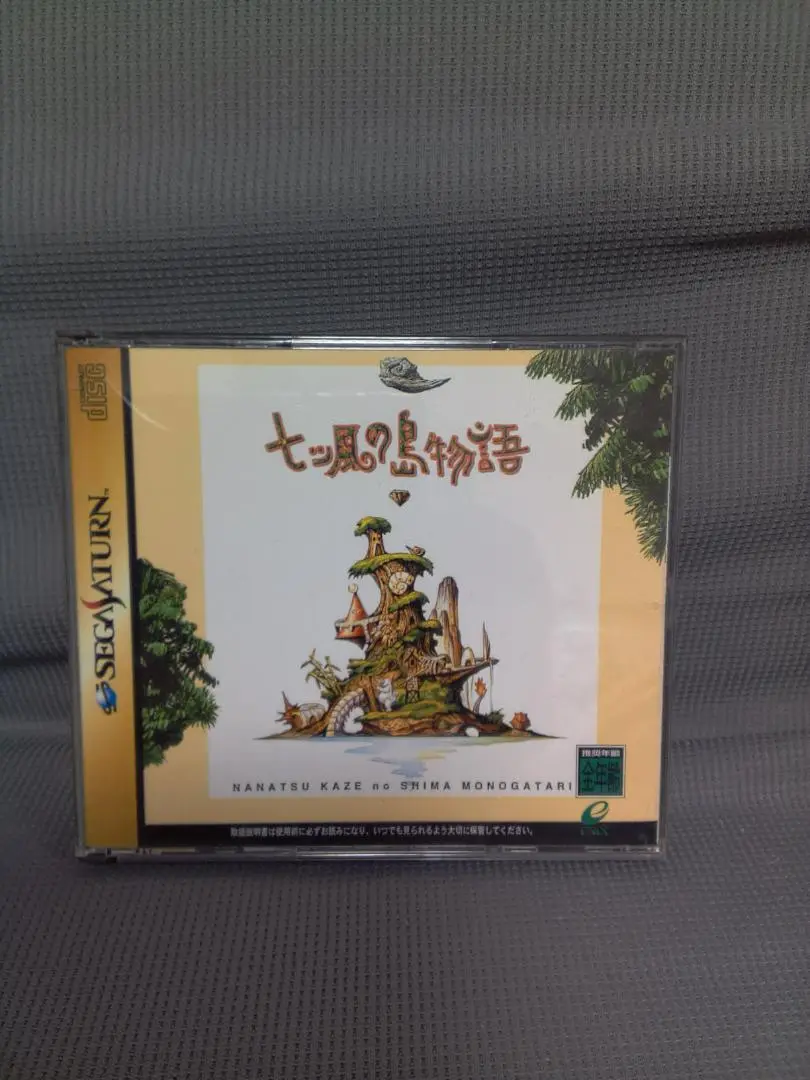 DISC
SEGA SATURN™
七ツ風の島物語
NANATSU KAZE no SHIMA MONOGATARI
推奨年齢
全年齢
取扱説明書は使用前に必ずお読みになり、いつでも見られるよう大切に保管してください。